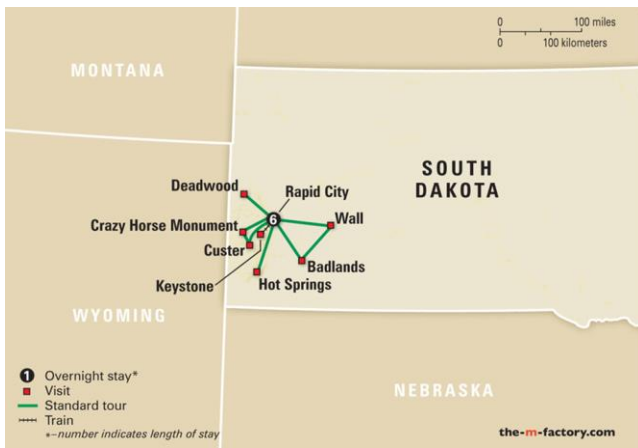 0 100 miles
0 100 kilometers
MONTANA
SOUTH
DAKOTA
Deadwood
Rapid City
6
Wall
Crazy Horse Monument
Custer
Badlands
Keystone
Hot Springs
WYOMING
NEBRASKA
1 Overnight stay*
Visit
Standard tour
Train
*–number indicates length of stay
the-m-factory.com